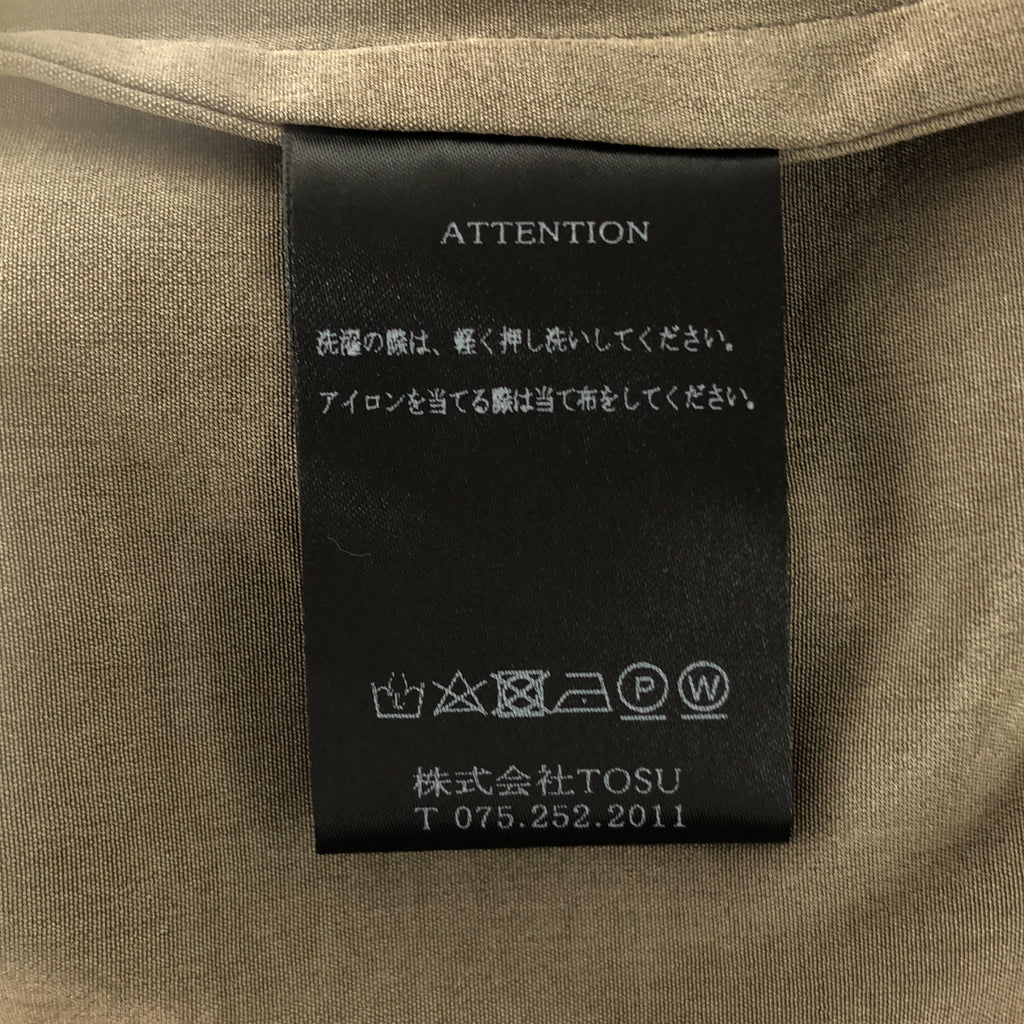 ATTENTION
洗濯の際は、軽く押し洗いしてください。
アイロンを当てる際は当て布をしてください。
P W
株式会社TOSU
T 075.252.2011